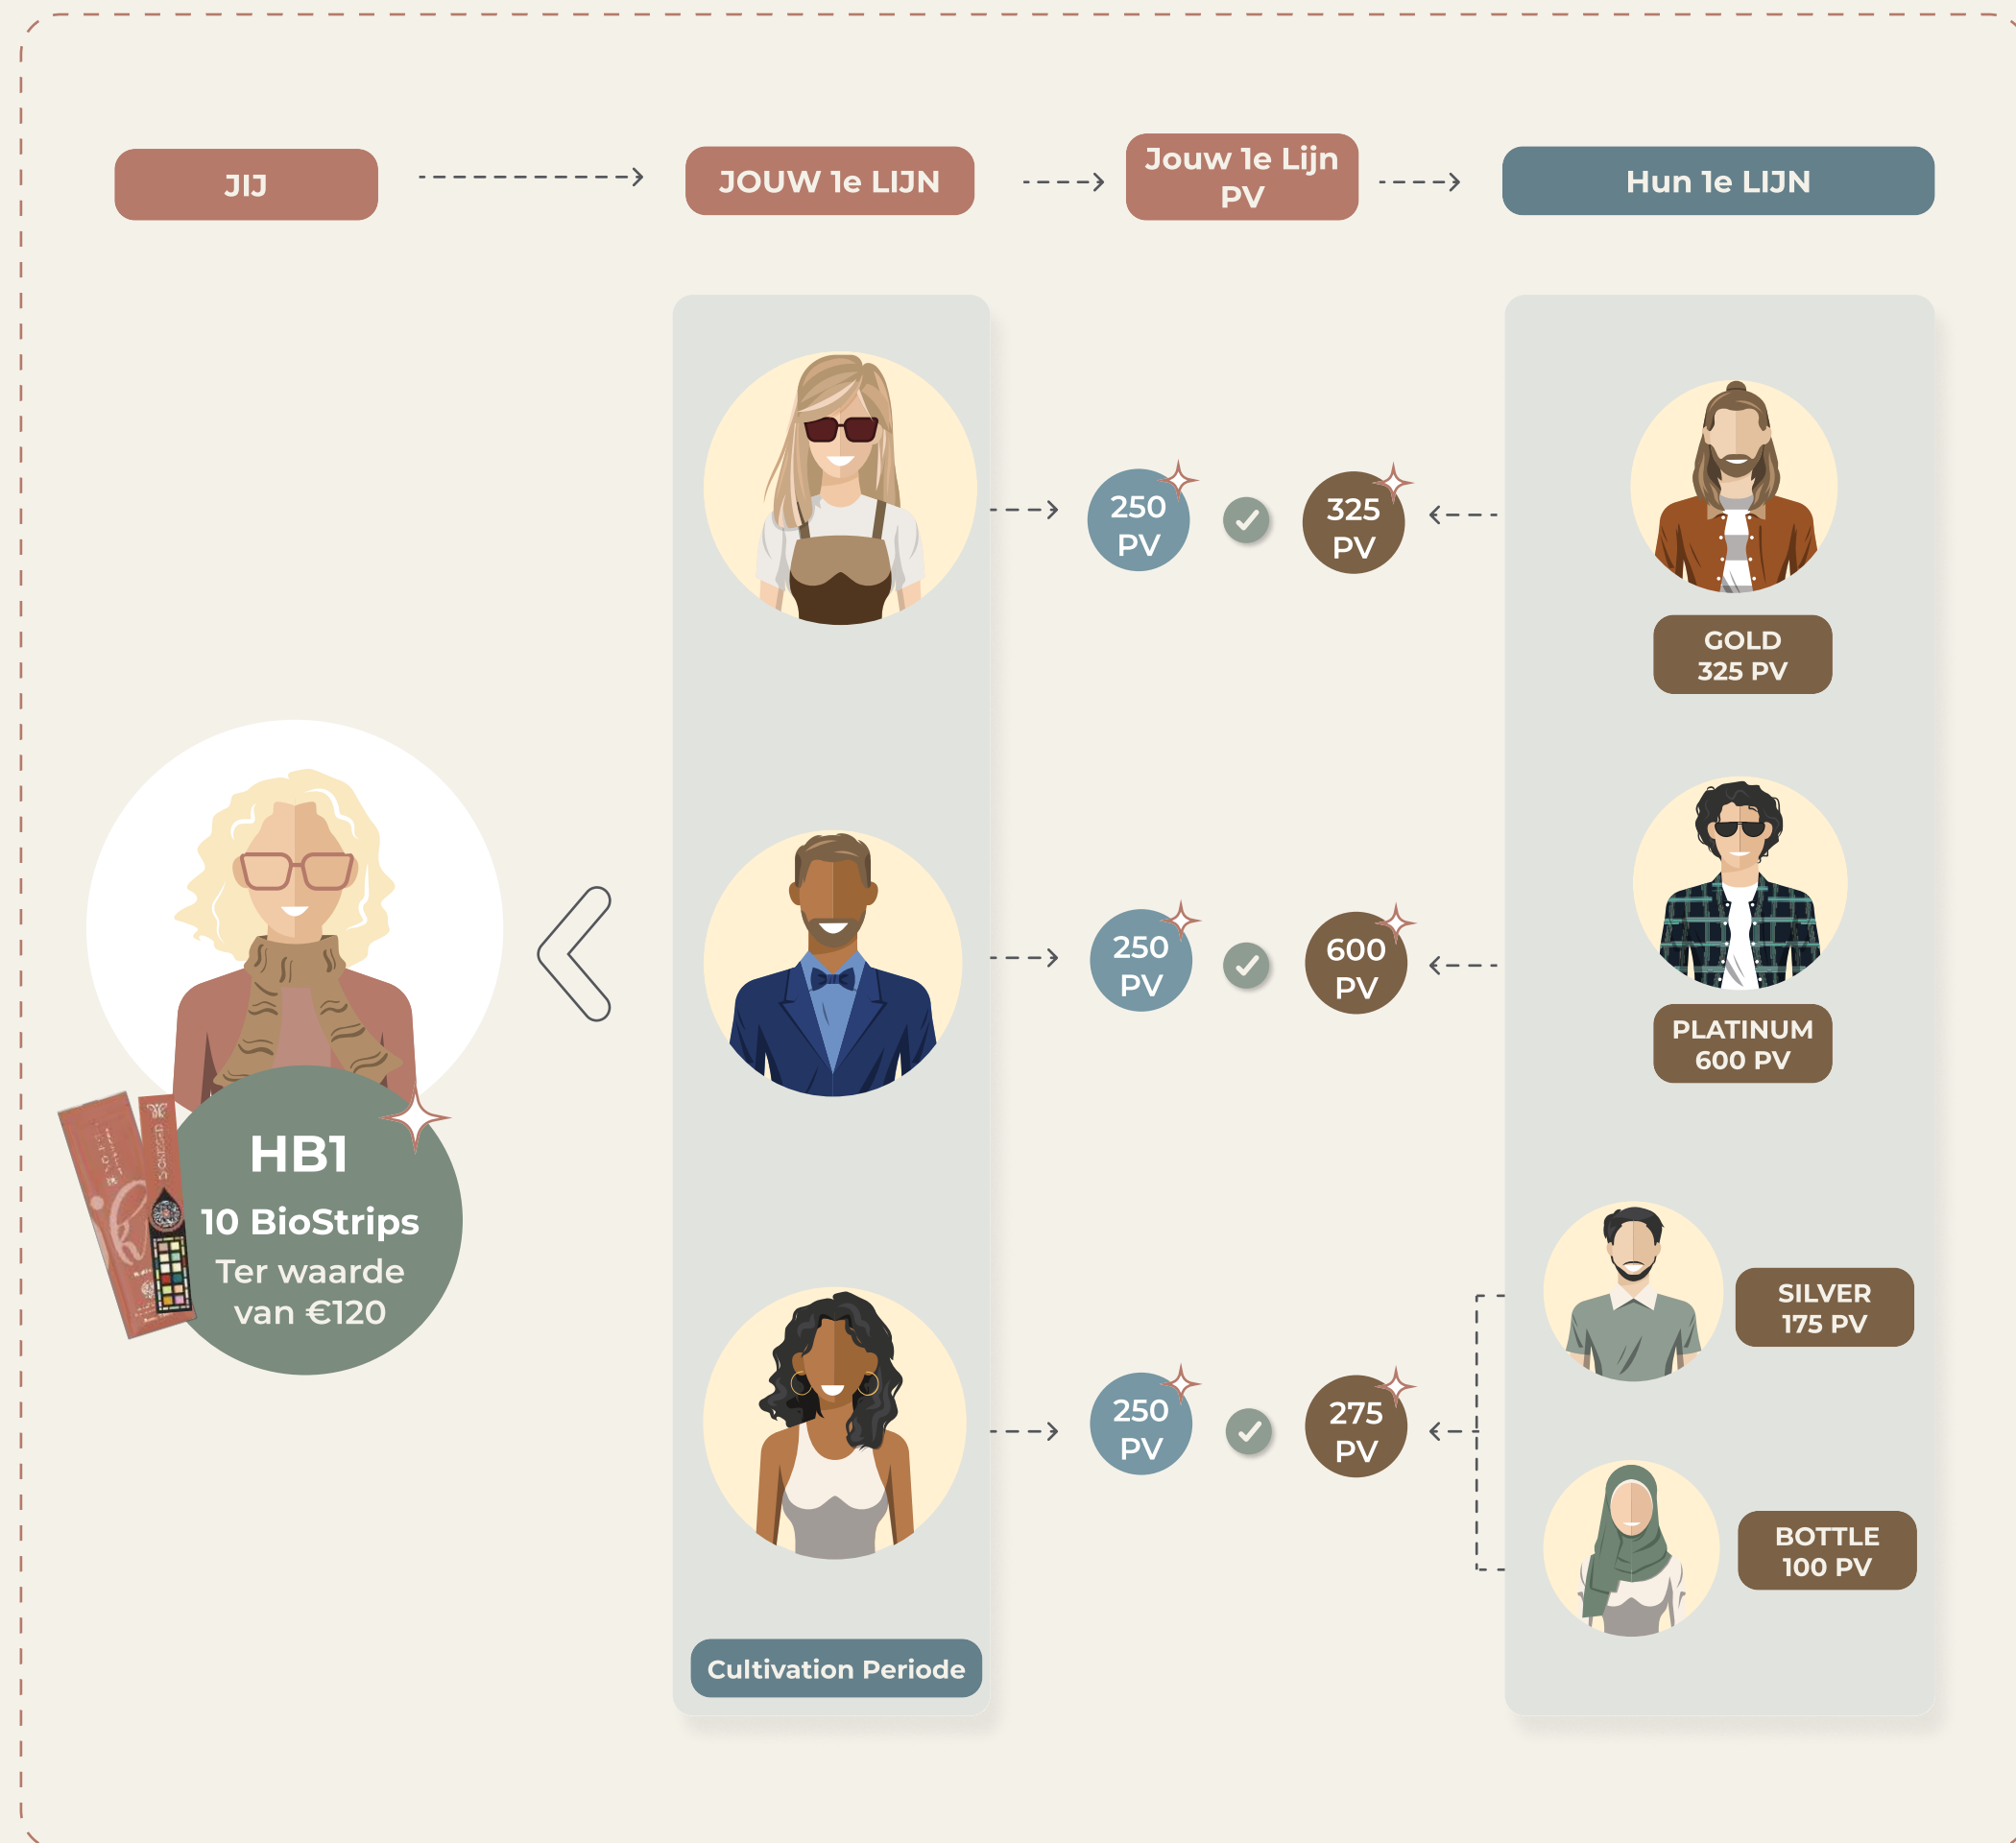 JIJ
JOUW 1e LIJN
Jouw 1e Lijn
PV
Hun 1e LIJN
250
PV
325
PV
GOLD
325 PV
250
PV
600
PV
PLATINUM
600 PV
HB1
10 BioStrips
Ter waarde
van €120
250
PV
275
PV
SILVER
175 PV
BOTTLE
100 PV
Cultivation Periode